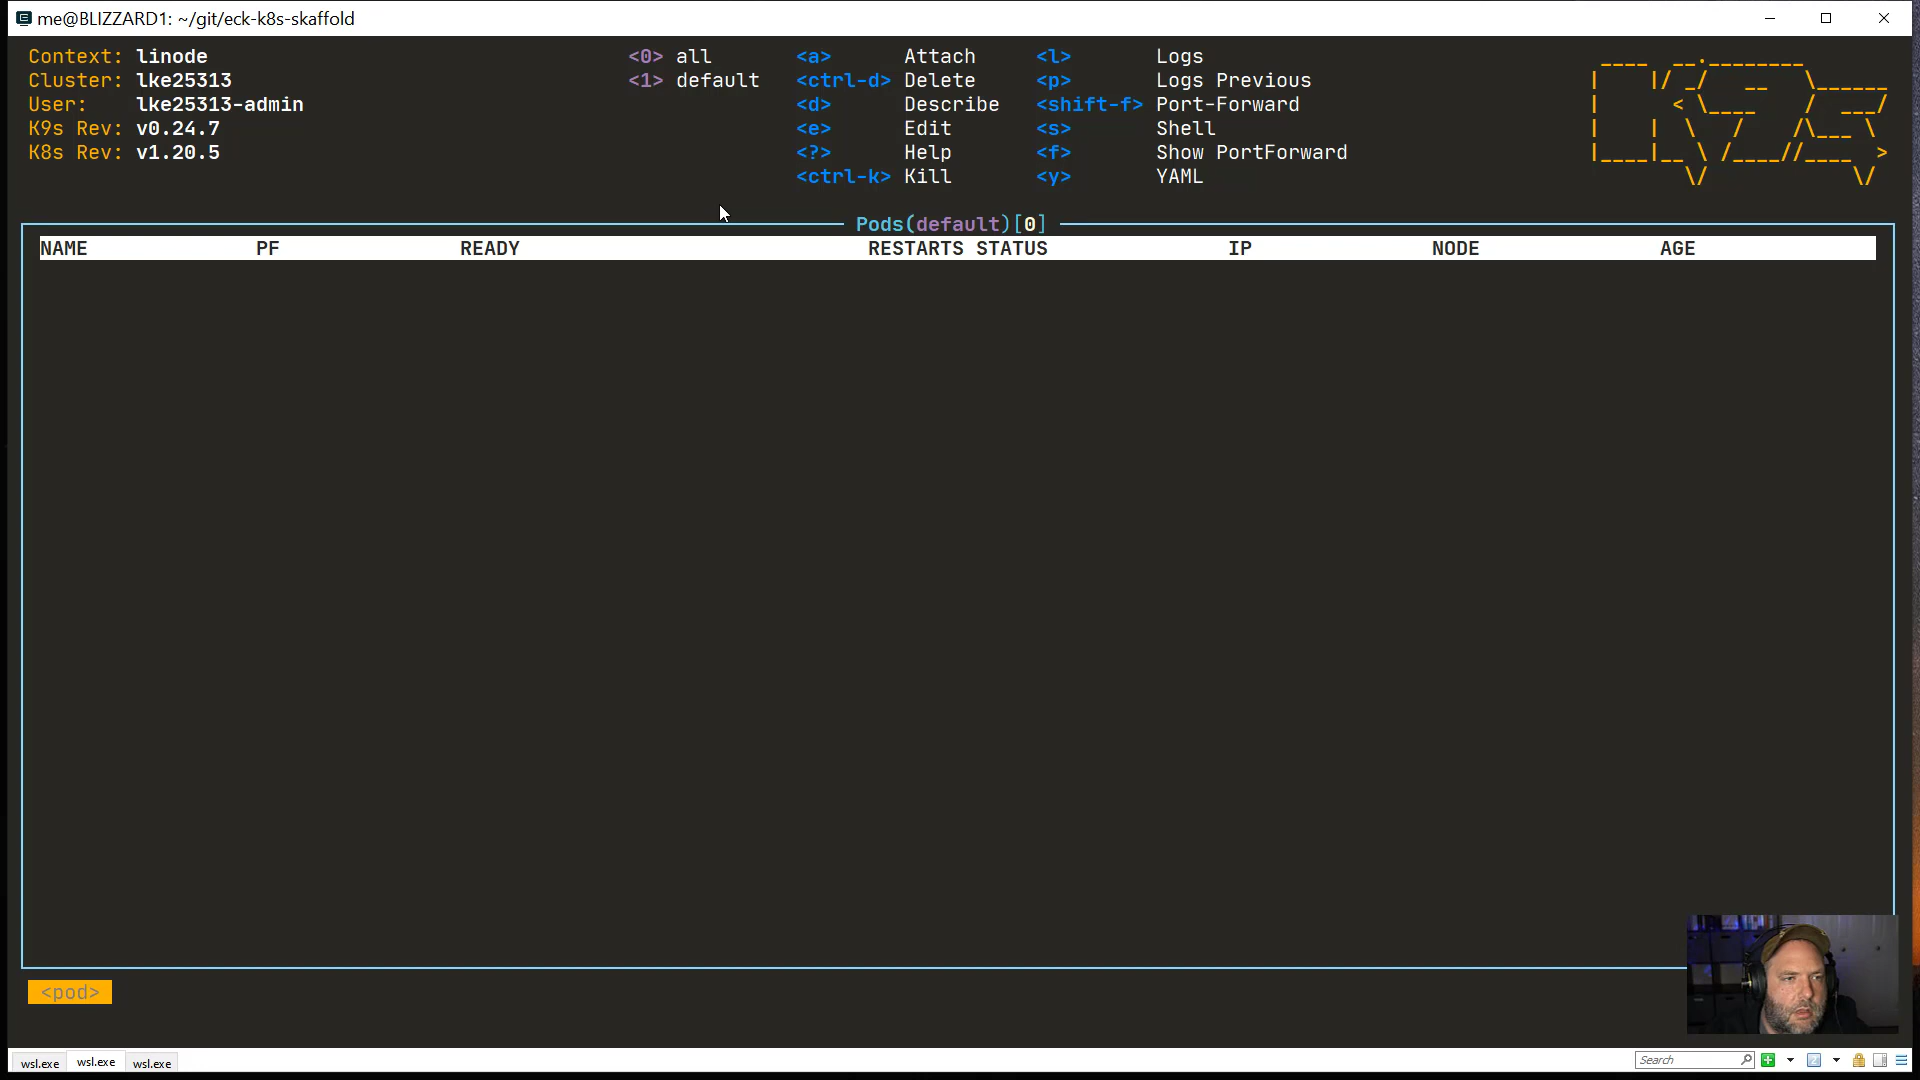 me@BLIZZARD1: ~/git/eck-k8s-skaffold
Context: linode
Cluster: lke25313
User: lke25313-admin
K9s Rev: v0.24.7
K8s Rev: v1.20.5
<0> all
<1> default
<a> Attach
<ctrl-d> Delete
<d> Describe
<e> Edit
<?> Help
<ctrl-k> Kill
<l> Logs
<p> Logs Previous
<shift-f> Port-Forward
<s> Shell
<f> Show PortForward
<y> YAML
Pods(default)[0]
NAME PF READY RESTARTS STATUS IP NODE AGE
<pod>
wsl.exe wsl.exe wsl.exe
Search